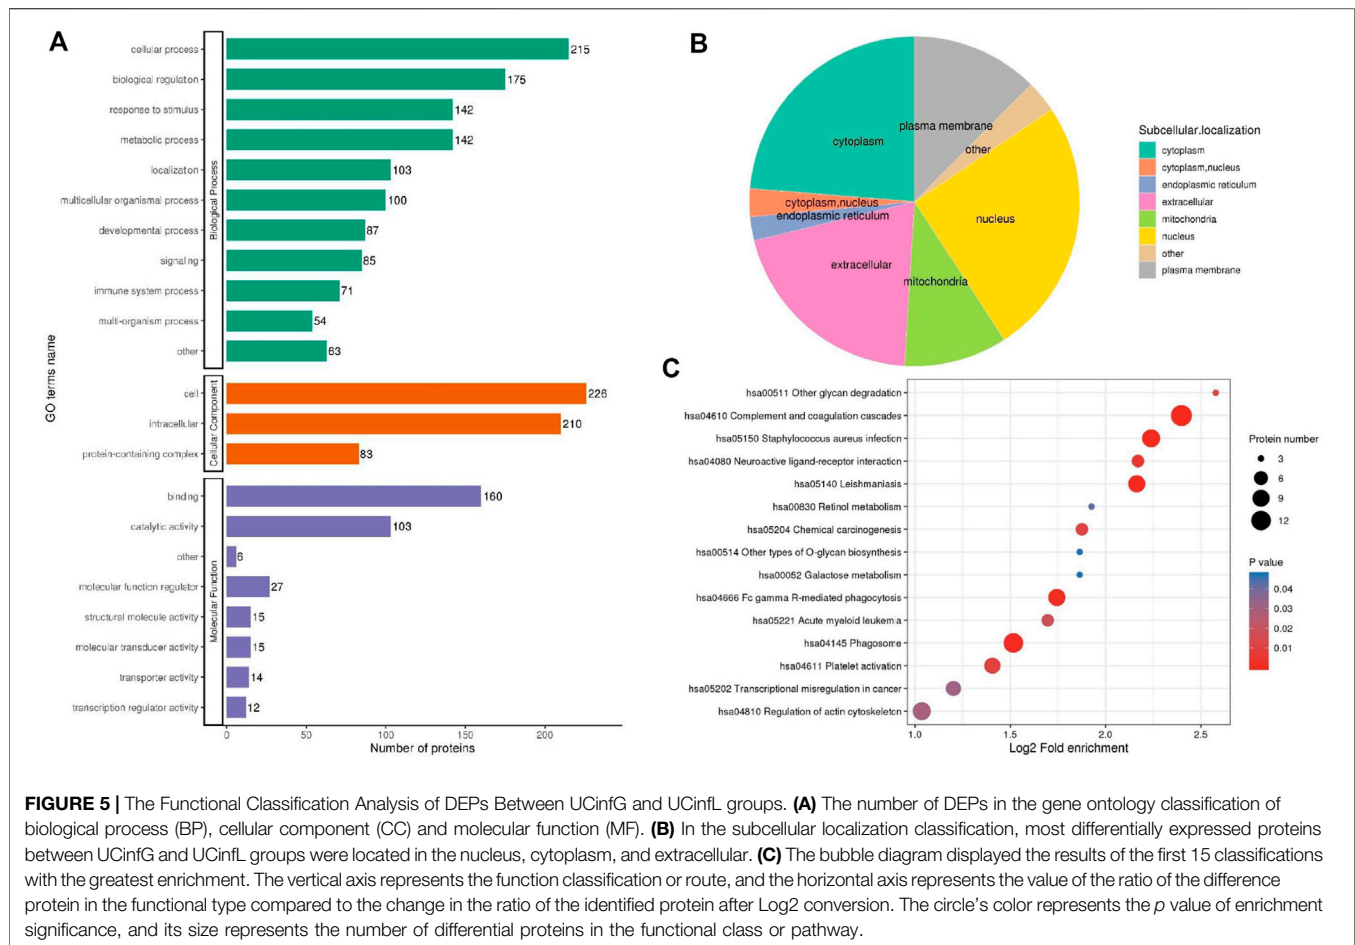 A
GO terms name
Biological Process
cellular process 215
biological regulation 175
response to stimulus 142
metabolic process 142
localization 103
multicellular organismal process 100
developmental process 87
signaling 85
immune system process 71
multi-organism process 54
other 63
Cellular Component
cell 226
intracellular 210
protein-containing complex 83
Molecular Function
binding 160
catalytic activity 103
other 6
molecular function regulator 27
structural molecule activity 15
molecular transducer activity 15
transporter activity 14
transcription regulator activity 12
0 50 100 150 200
Number of proteins
B
plasma membrane
other
cytoplasm
cytoplasm,nucleus
endoplasmic reticulum
nucleus
extracellular
mitochondria
Subcellular.localization
cytoplasm
cytoplasm,nucleus
endoplasmic reticulum
extracellular
mitochondria
nucleus
other
plasma membrane
C
hsa00511 Other glycan degradation
hsa04610 Complement and coagulation cascades
hsa05150 Staphylococcus aureus infection
hsa04080 Neuroactive ligand-receptor interaction
hsa05140 Leishmaniasis
hsa00830 Retinol metabolism
hsa05204 Chemical carcinogenesis
hsa00514 Other types of O-glycan biosynthesis
hsa00052 Galactose metabolism
hsa04666 Fc gamma R-mediated phagocytosis
hsa05221 Acute myeloid leukemia
hsa04145 Phagosome
hsa04611 Platelet activation
hsa05202 Transcriptional misregulation in cancer
hsa04810 Regulation of actin cytoskeleton
1.0 1.5 2.0 2.5
Log2 Fold enrichment
Protein number
3
6
9
12
P value
0.04
0.03
0.02
0.01
FIGURE 5 | The Functional Classification Analysis of DEPs Between UCinfG and UCinfL groups. (A) The number of DEPs in the gene ontology classification of
biological process (BP), cellular component (CC) and molecular function (MF). (B) In the subcellular localization classification, most differentially expressed proteins
between UCinfG and UCinfL groups were located in the nucleus, cytoplasm, and extracellular. (C) The bubble diagram displayed the results of the first 15 classifications
with the greatest enrichment. The vertical axis represents the function classification or route, and the horizontal axis represents the value of the ratio of the difference
protein in the functional type compared to the change in the ratio of the identified protein after Log2 conversion. The circle's color represents the p value of enrichment
significance, and its size represents the number of differential proteins in the functional class or pathway.